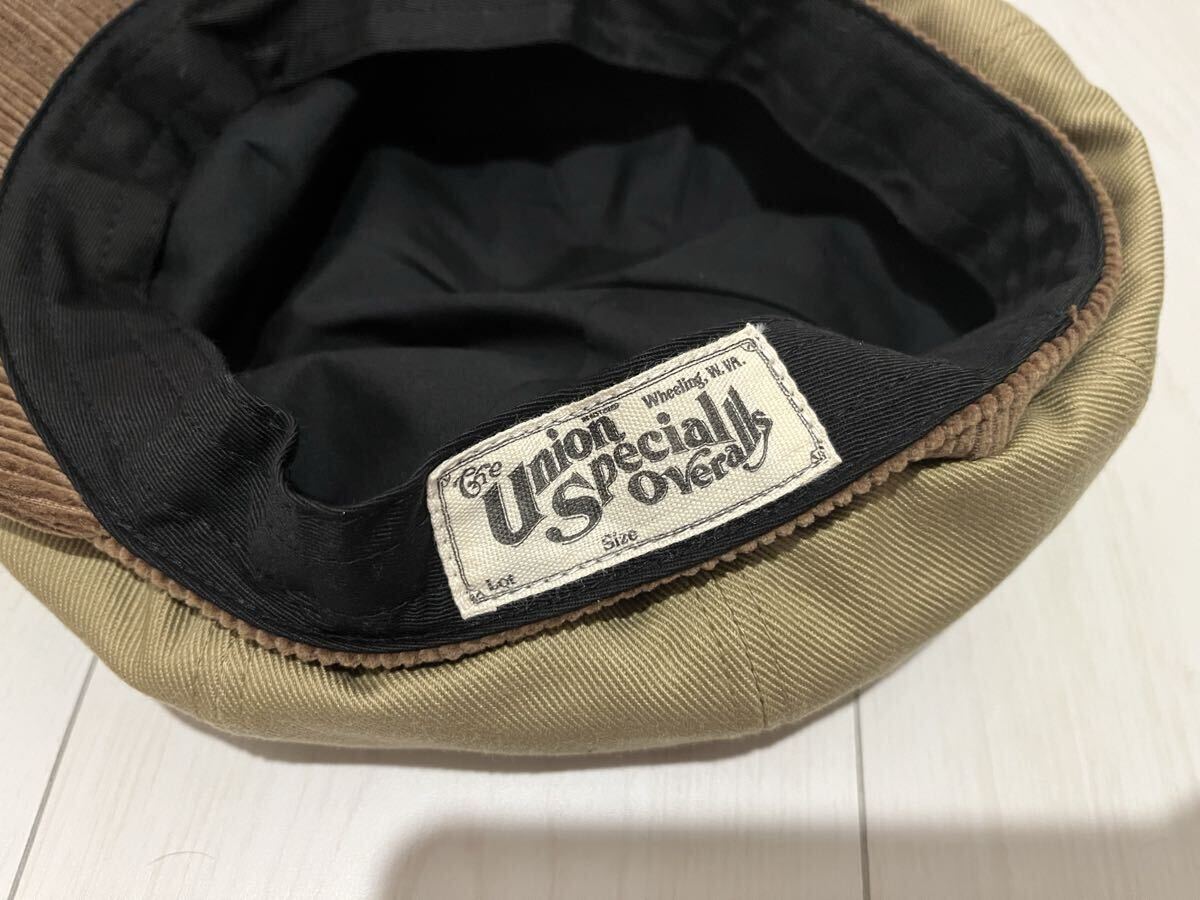 Wheeling, W. VA.
The Union
Special
Overalls
Size
Lot